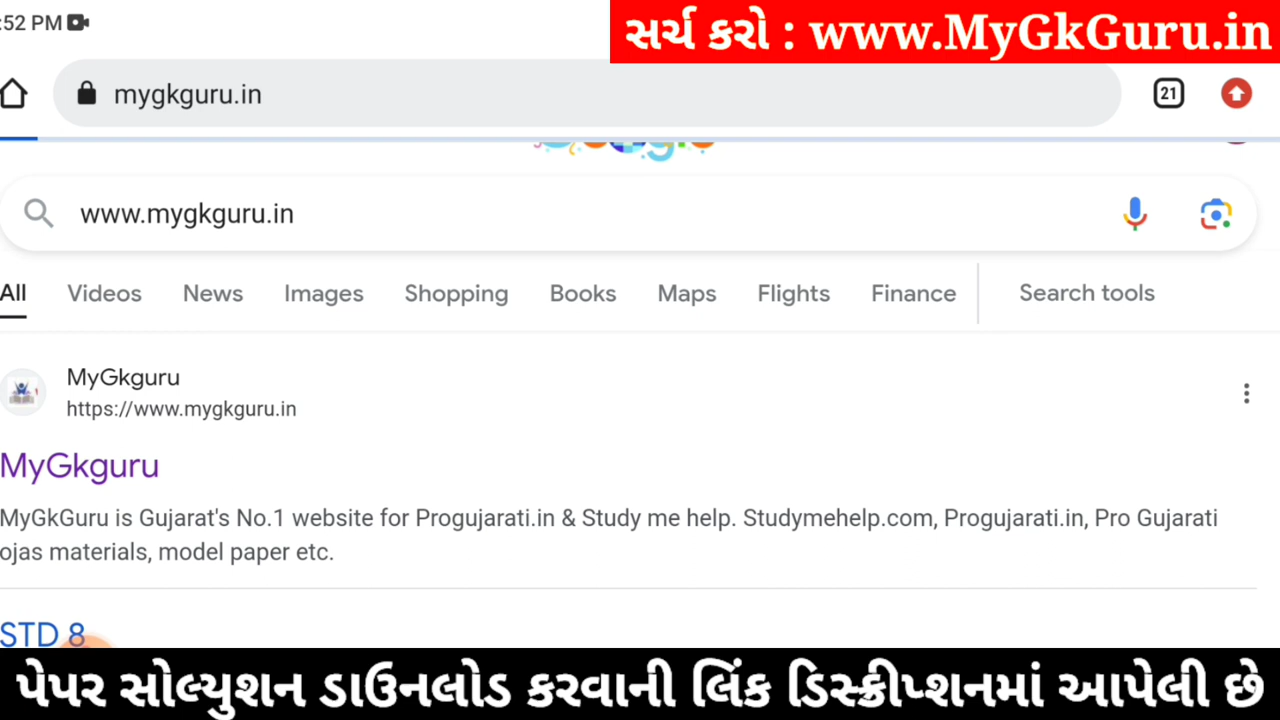 :52 PM
સર્ચ કરો : www.MyGkGuru.in
mygkguru.in
21
www.mygkguru.in
All Videos News Images Shopping Books Maps Flights Finance Search tools
MyGkguru
https://www.mygkguru.in
MyGkguru
MyGkGuru is Gujarat's No.1 website for Progujarati.in & Study me help. Studymehelp.com, Progujarati.in, Pro Gujarati
ojas materials, model paper etc.
STD 8
પેપર સોલ્યુશન ડાઉનલોડ કરવાની લિંક ડિસ્ક્રીપ્શનમાં આપેલી છે